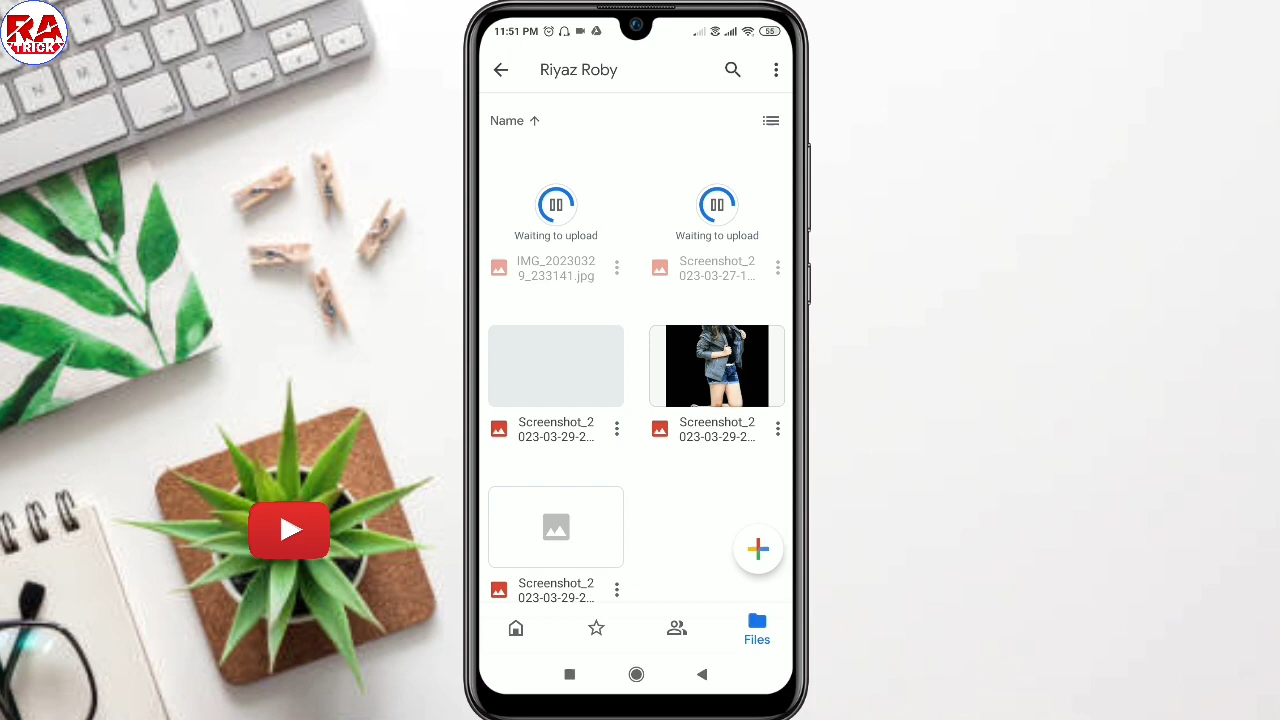 RA
TRICK
11:51 PM
55
Riyaz Roby
Name
Waiting to upload
IMG_2023032
9_233141.jpg
Waiting to upload
Screenshot_2
023-03-27-1...
Screenshot_2
023-03-29-2...
Screenshot_2
023-03-29-2...
Screenshot_2
023-03-29-2...
Files